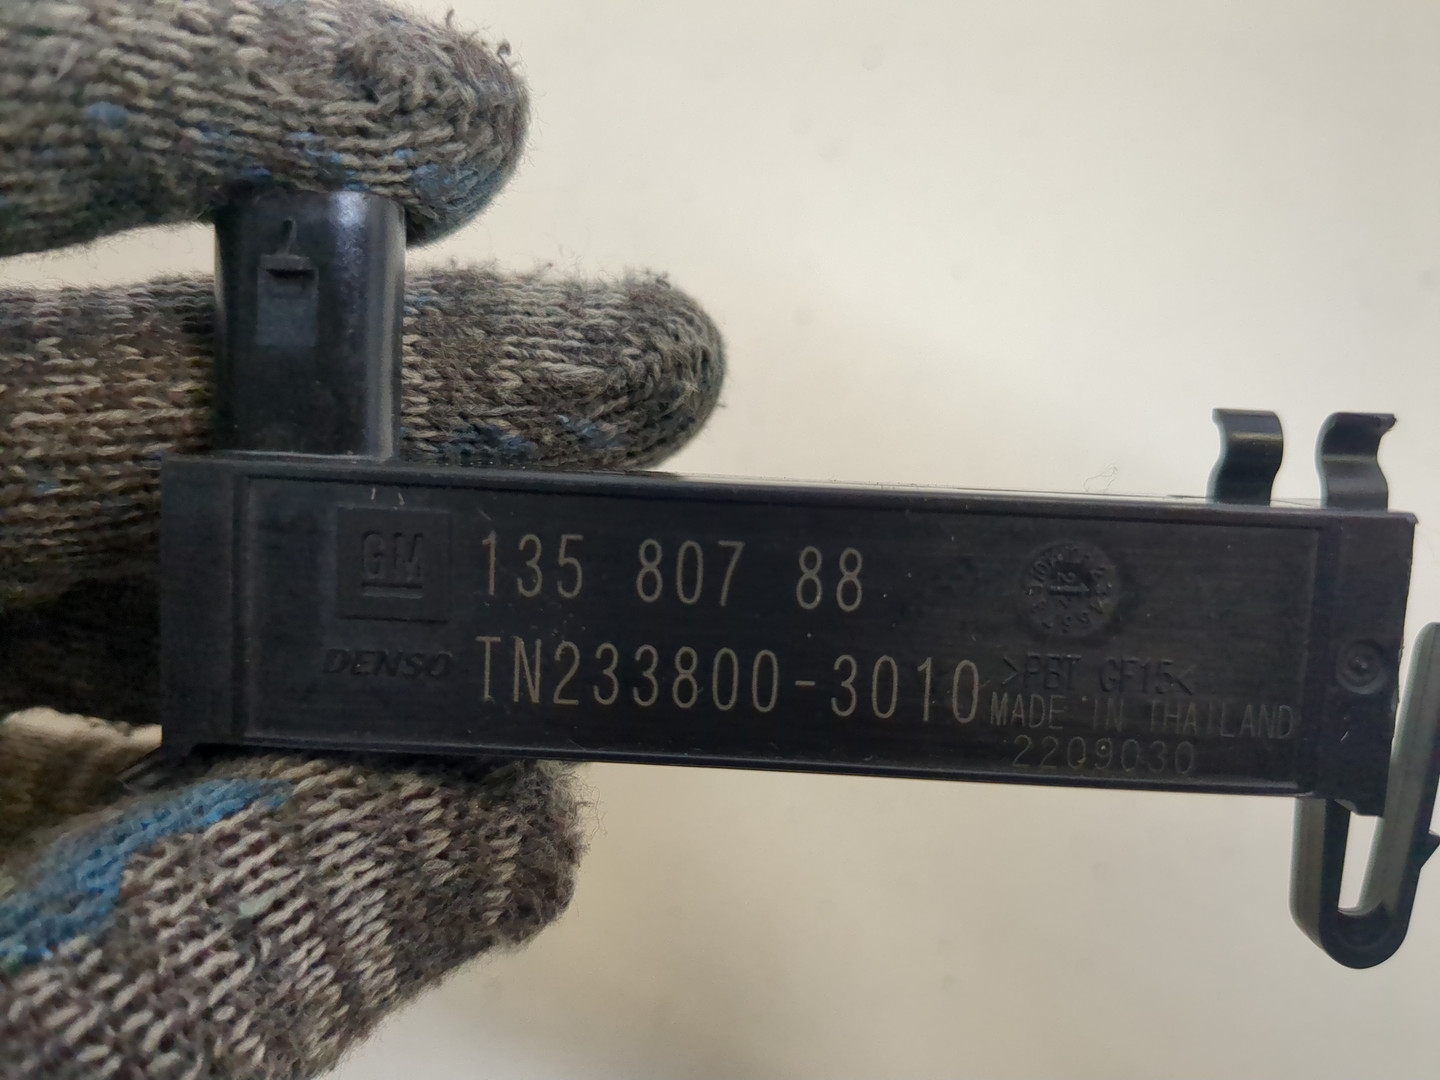 GM 135 807 88
DENSO TN233800-3010
>PBT GF15<
MADE IN THAILAND
2209030